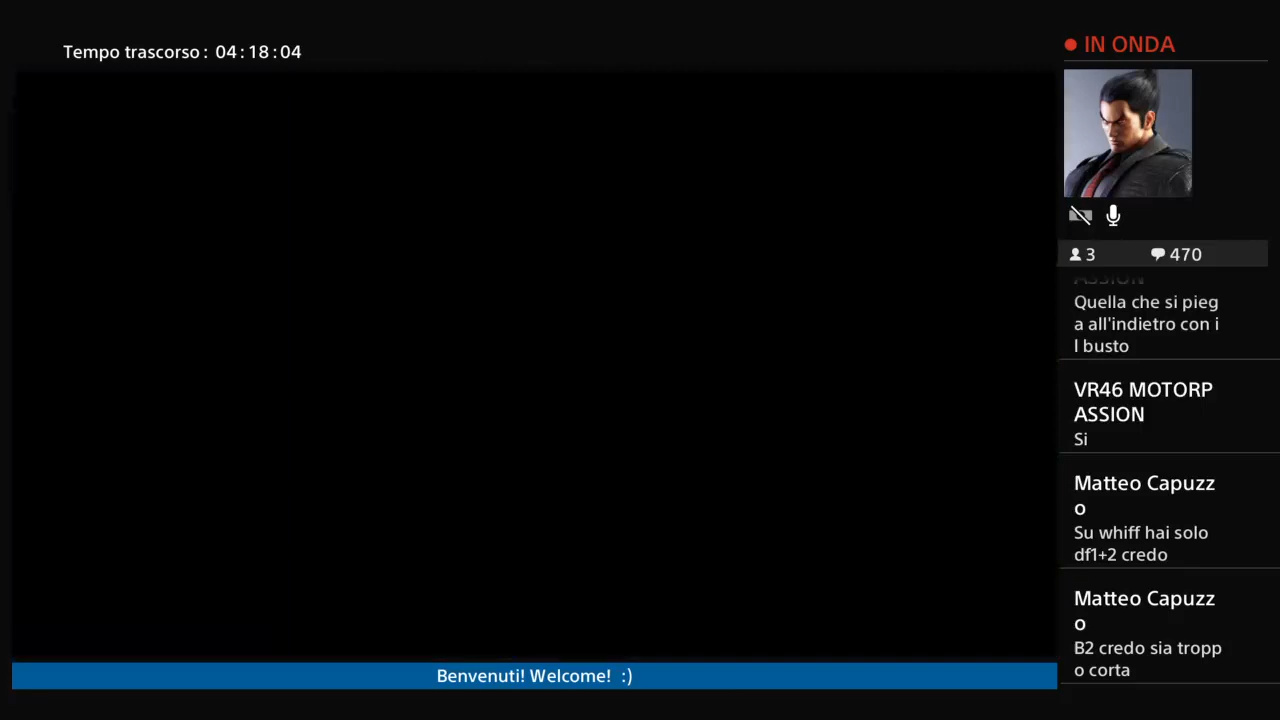 Tempo trascorso: 04:18:04
IN ONDA
3 470
ASSION
Quella che si pieg
a all'indietro con i
l busto
VR46 MOTORP
ASSION
Si
Matteo Capuzz
o
Su whiff hai solo
df1+2 credo
Matteo Capuzz
o
B2 credo sia tropp
o corta
Benvenuti! Welcome! :)